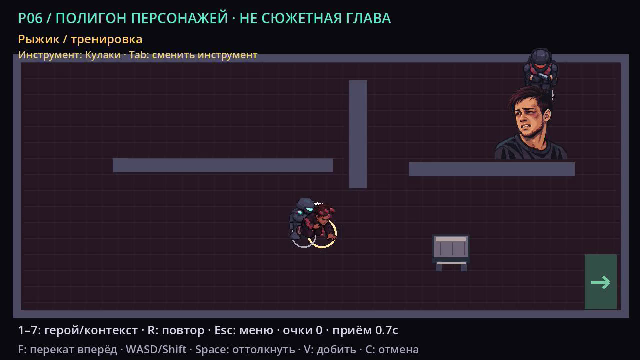 P06 / ПОЛИГОН ПЕРСОНАЖЕЙ · НЕ СЮЖЕТНАЯ ГЛАВА
Рыжик / тренировка
Инструмент: Кулаки · Tab: сменить инструмент
1–7: герой/контекст · R: повтор · Esc: меню · очки 0 · приём 0.7с
F: перекат вперёд · WASD/Shift · Space: оттолкнуть · V: добить · C: отмена